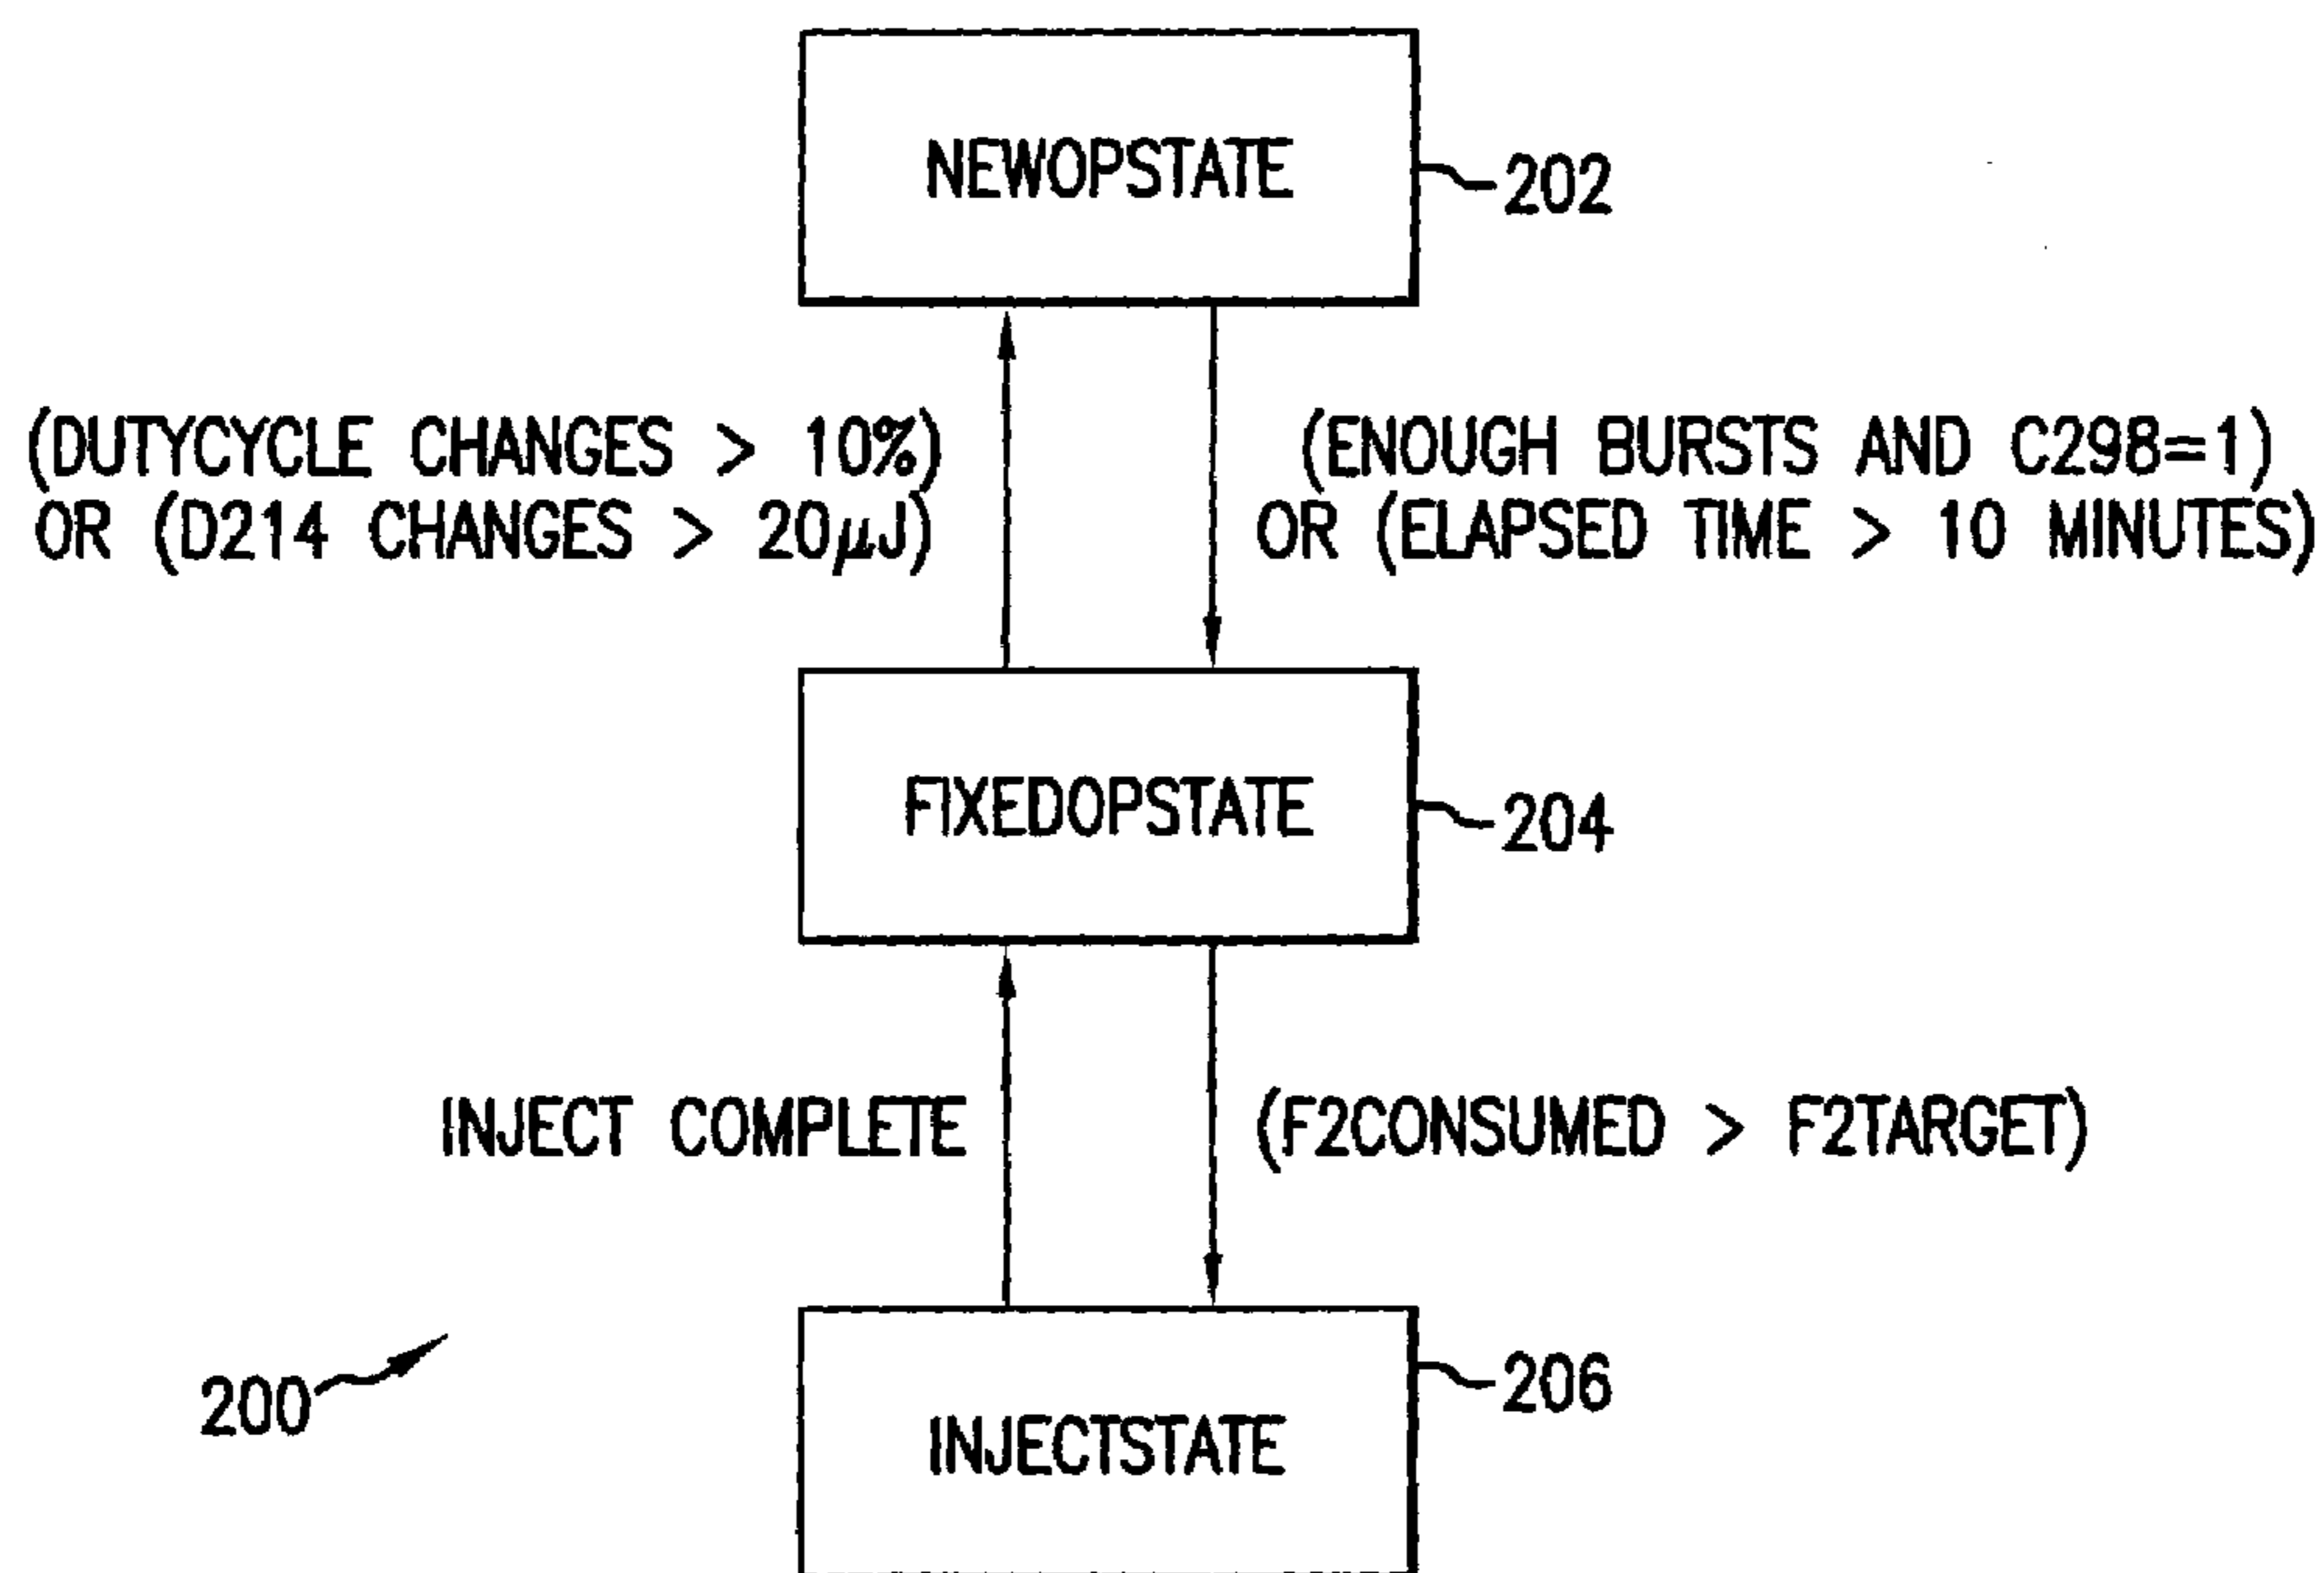 NEWOPSTATE
202
(DUTYCYCLE CHANGES > 10%)
OR (D214 CHANGES > 20μJ)
(ENOUGH BURSTS AND C298=1)
OR (ELAPSED TIME > 10 MINUTES)
FIXEDOPSTATE
204
INJECT COMPLETE
(F2CONSUMED > F2TARGET)
200
206
INJECTSTATE